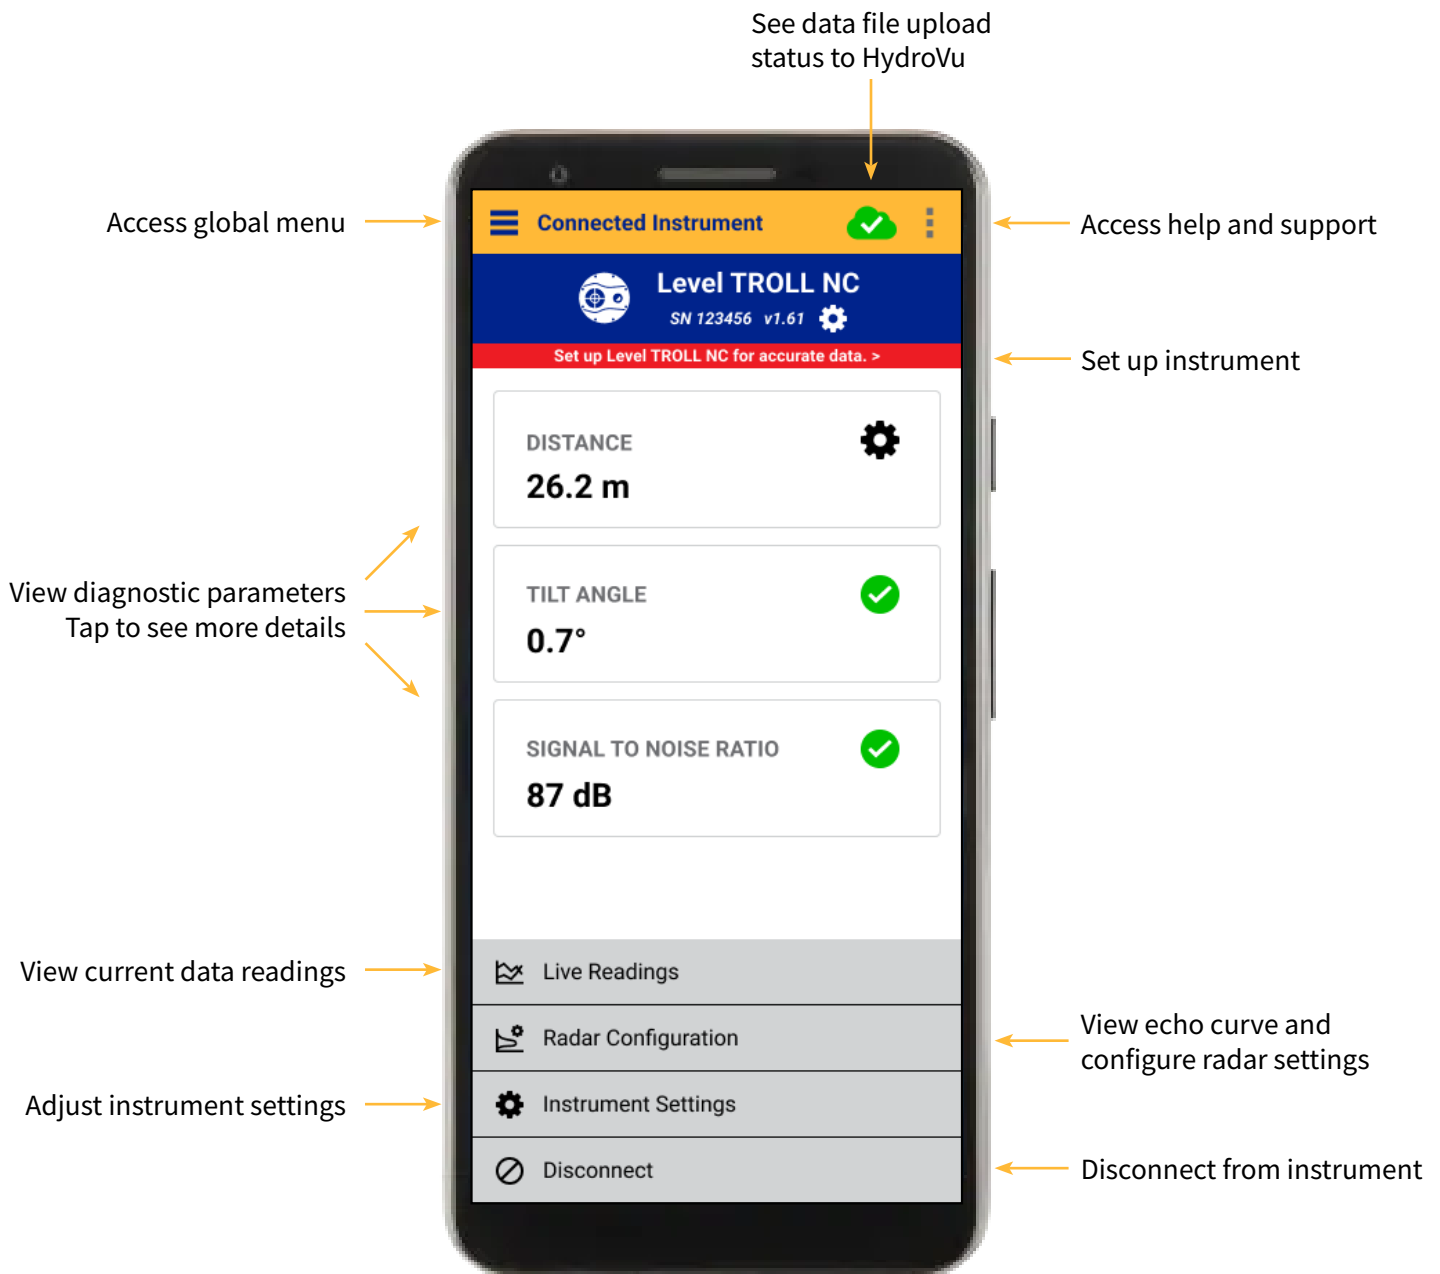 See data file upload
status to HydroVu
Access global menu
Connected Instrument
Access help and support
Level TROLL NC
SN 123456 v1.61
Set up Level TROLL NC for accurate data. >
Set up instrument
DISTANCE
26.2 m
View diagnostic parameters
Tap to see more details
TILT ANGLE
0.7°
SIGNAL TO NOISE RATIO
87 dB
View current data readings
Live Readings
Radar Configuration
View echo curve and
configure radar settings
Adjust instrument settings
Instrument Settings
Disconnect
Disconnect from instrument